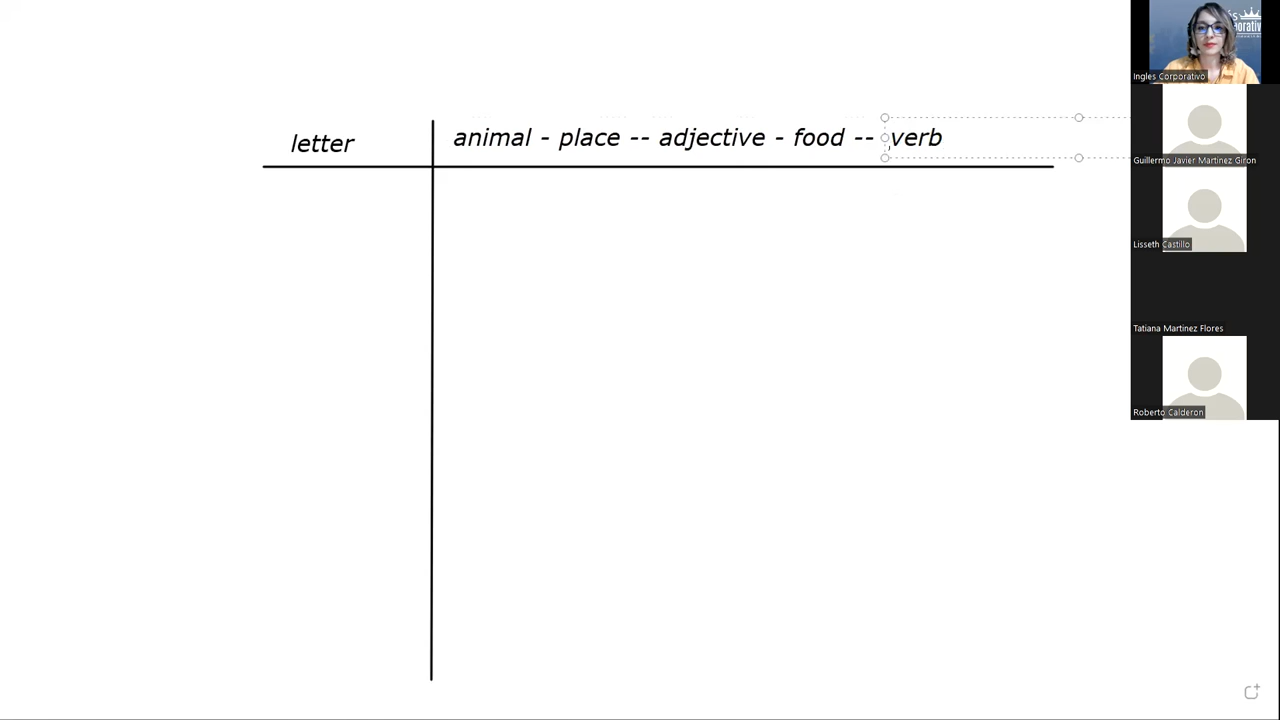 letter
animal - place -- adjective - food -- verb
Ingles Corporativo
Guillermo Javier Martinez Giron
Lisseth Castillo
Tatiana Martinez Flores
Roberto Calderon